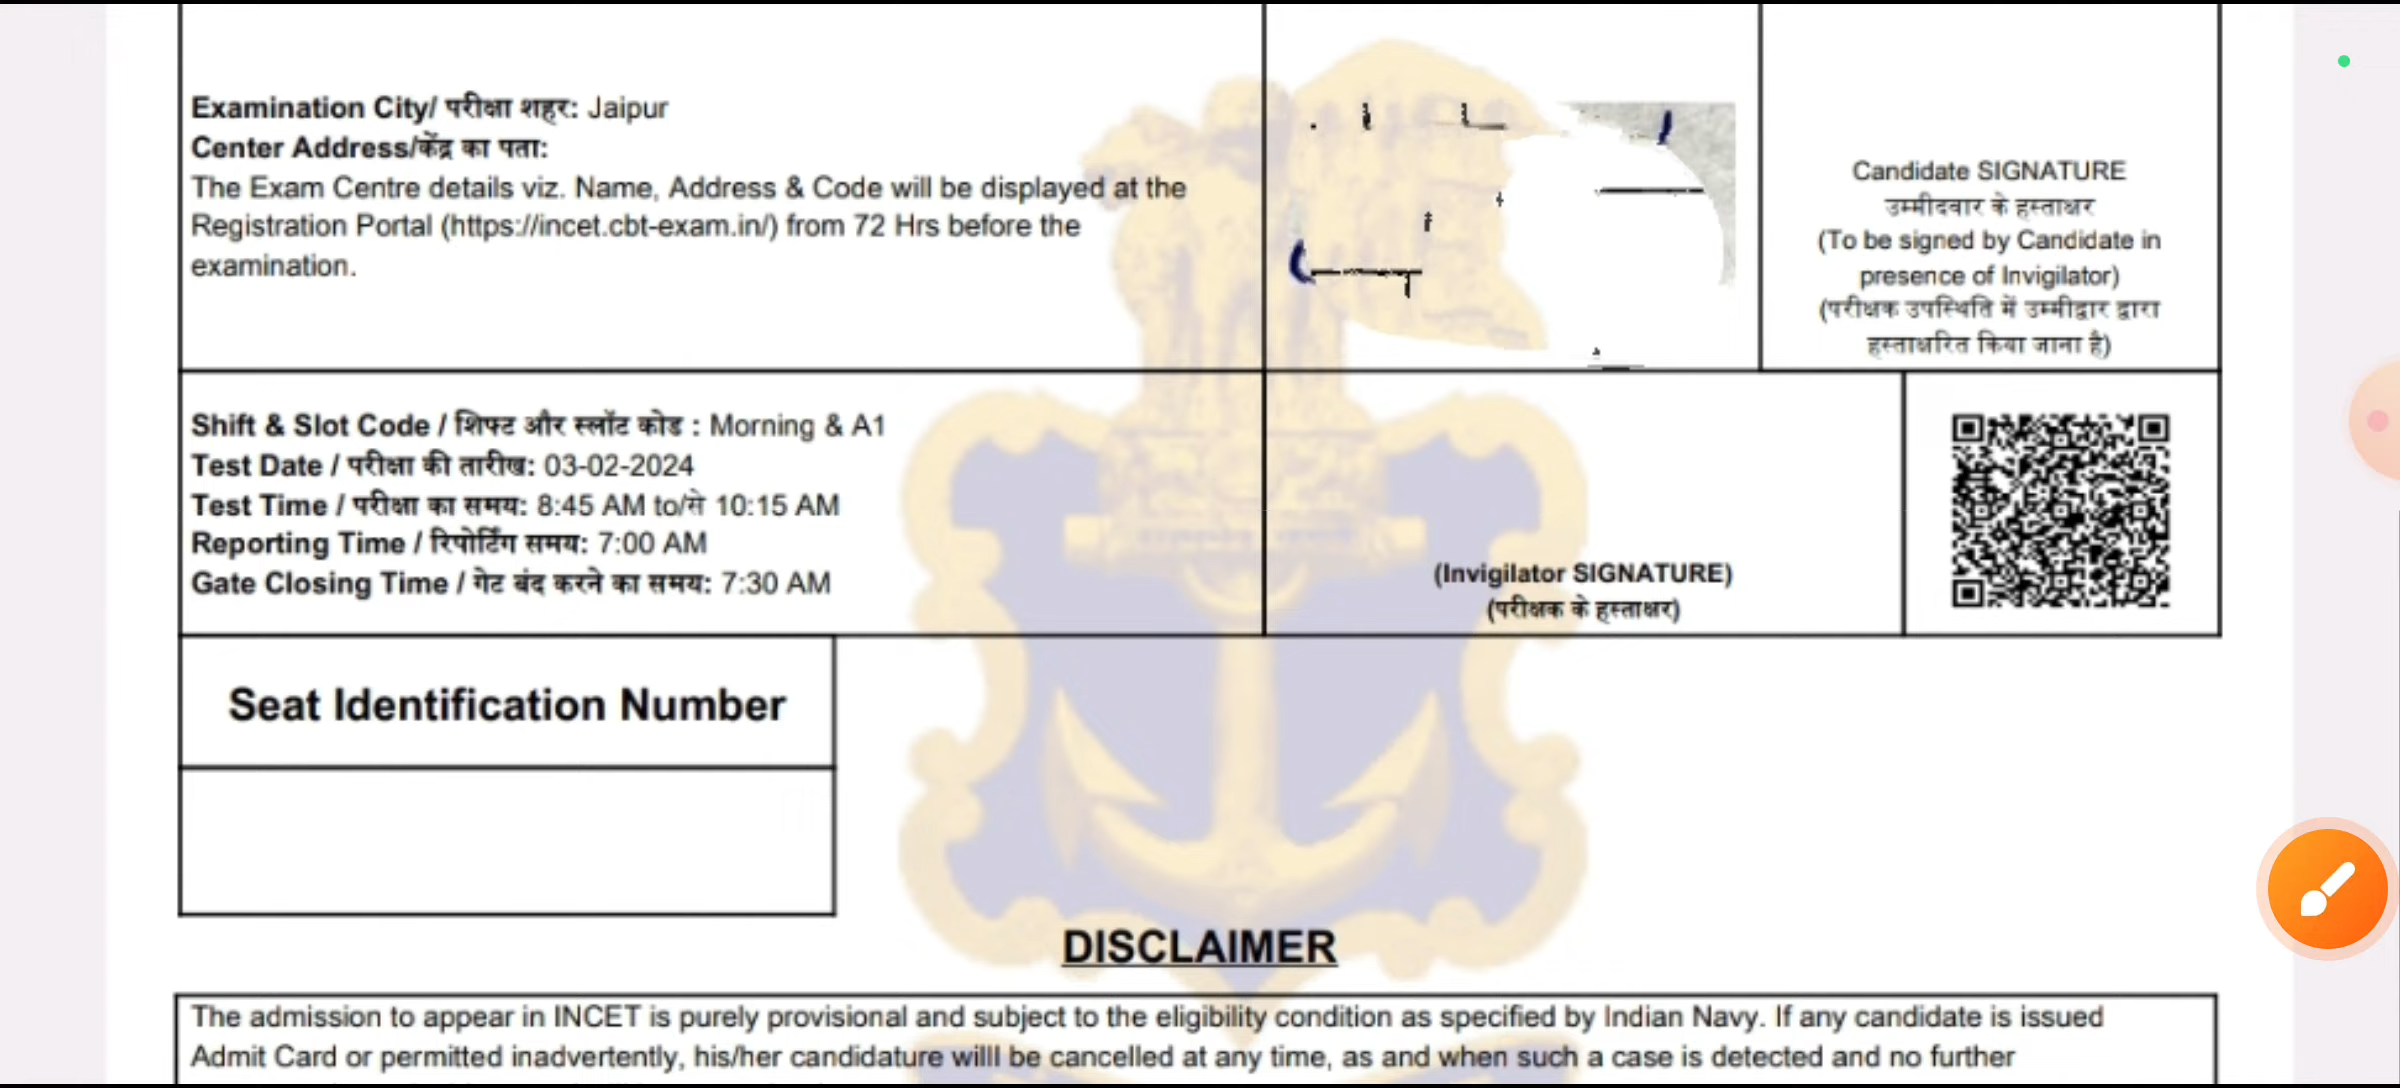 Examination City/ परीक्षा शहर: Jaipur
Center Address/केंद्र का पता:
The Exam Centre details viz. Name, Address & Code will be displayed at the
Registration Portal (https://incet.cbt-exam.in/) from 72 Hrs before the
examination.
Candidate SIGNATURE
उम्मीदवार के हस्ताक्षर
(To be signed by Candidate in
presence of Invigilator)
(परीक्षक उपस्थिति में उम्मीद्वार द्वारा
हस्ताक्षरित किया जाना है)
Shift & Slot Code / शिफ्ट और स्लॉट कोड : Morning & A1
Test Date / परीक्षा की तारीख: 03-02-2024
Test Time / परीक्षा का समय: 8:45 AM to/से 10:15 AM
Reporting Time / रिपोर्टिंग समय: 7:00 AM
Gate Closing Time / गेट बंद करने का समय: 7:30 AM
(Invigilator SIGNATURE)
(परीक्षक के हस्ताक्षर)
Seat Identification Number
DISCLAIMER
The admission to appear in INCET is purely provisional and subject to the eligibility condition as specified by Indian Navy. If any candidate is issued
Admit Card or permitted inadvertently, his/her candidature willl be cancelled at any time, as and when such a case is detected and no further